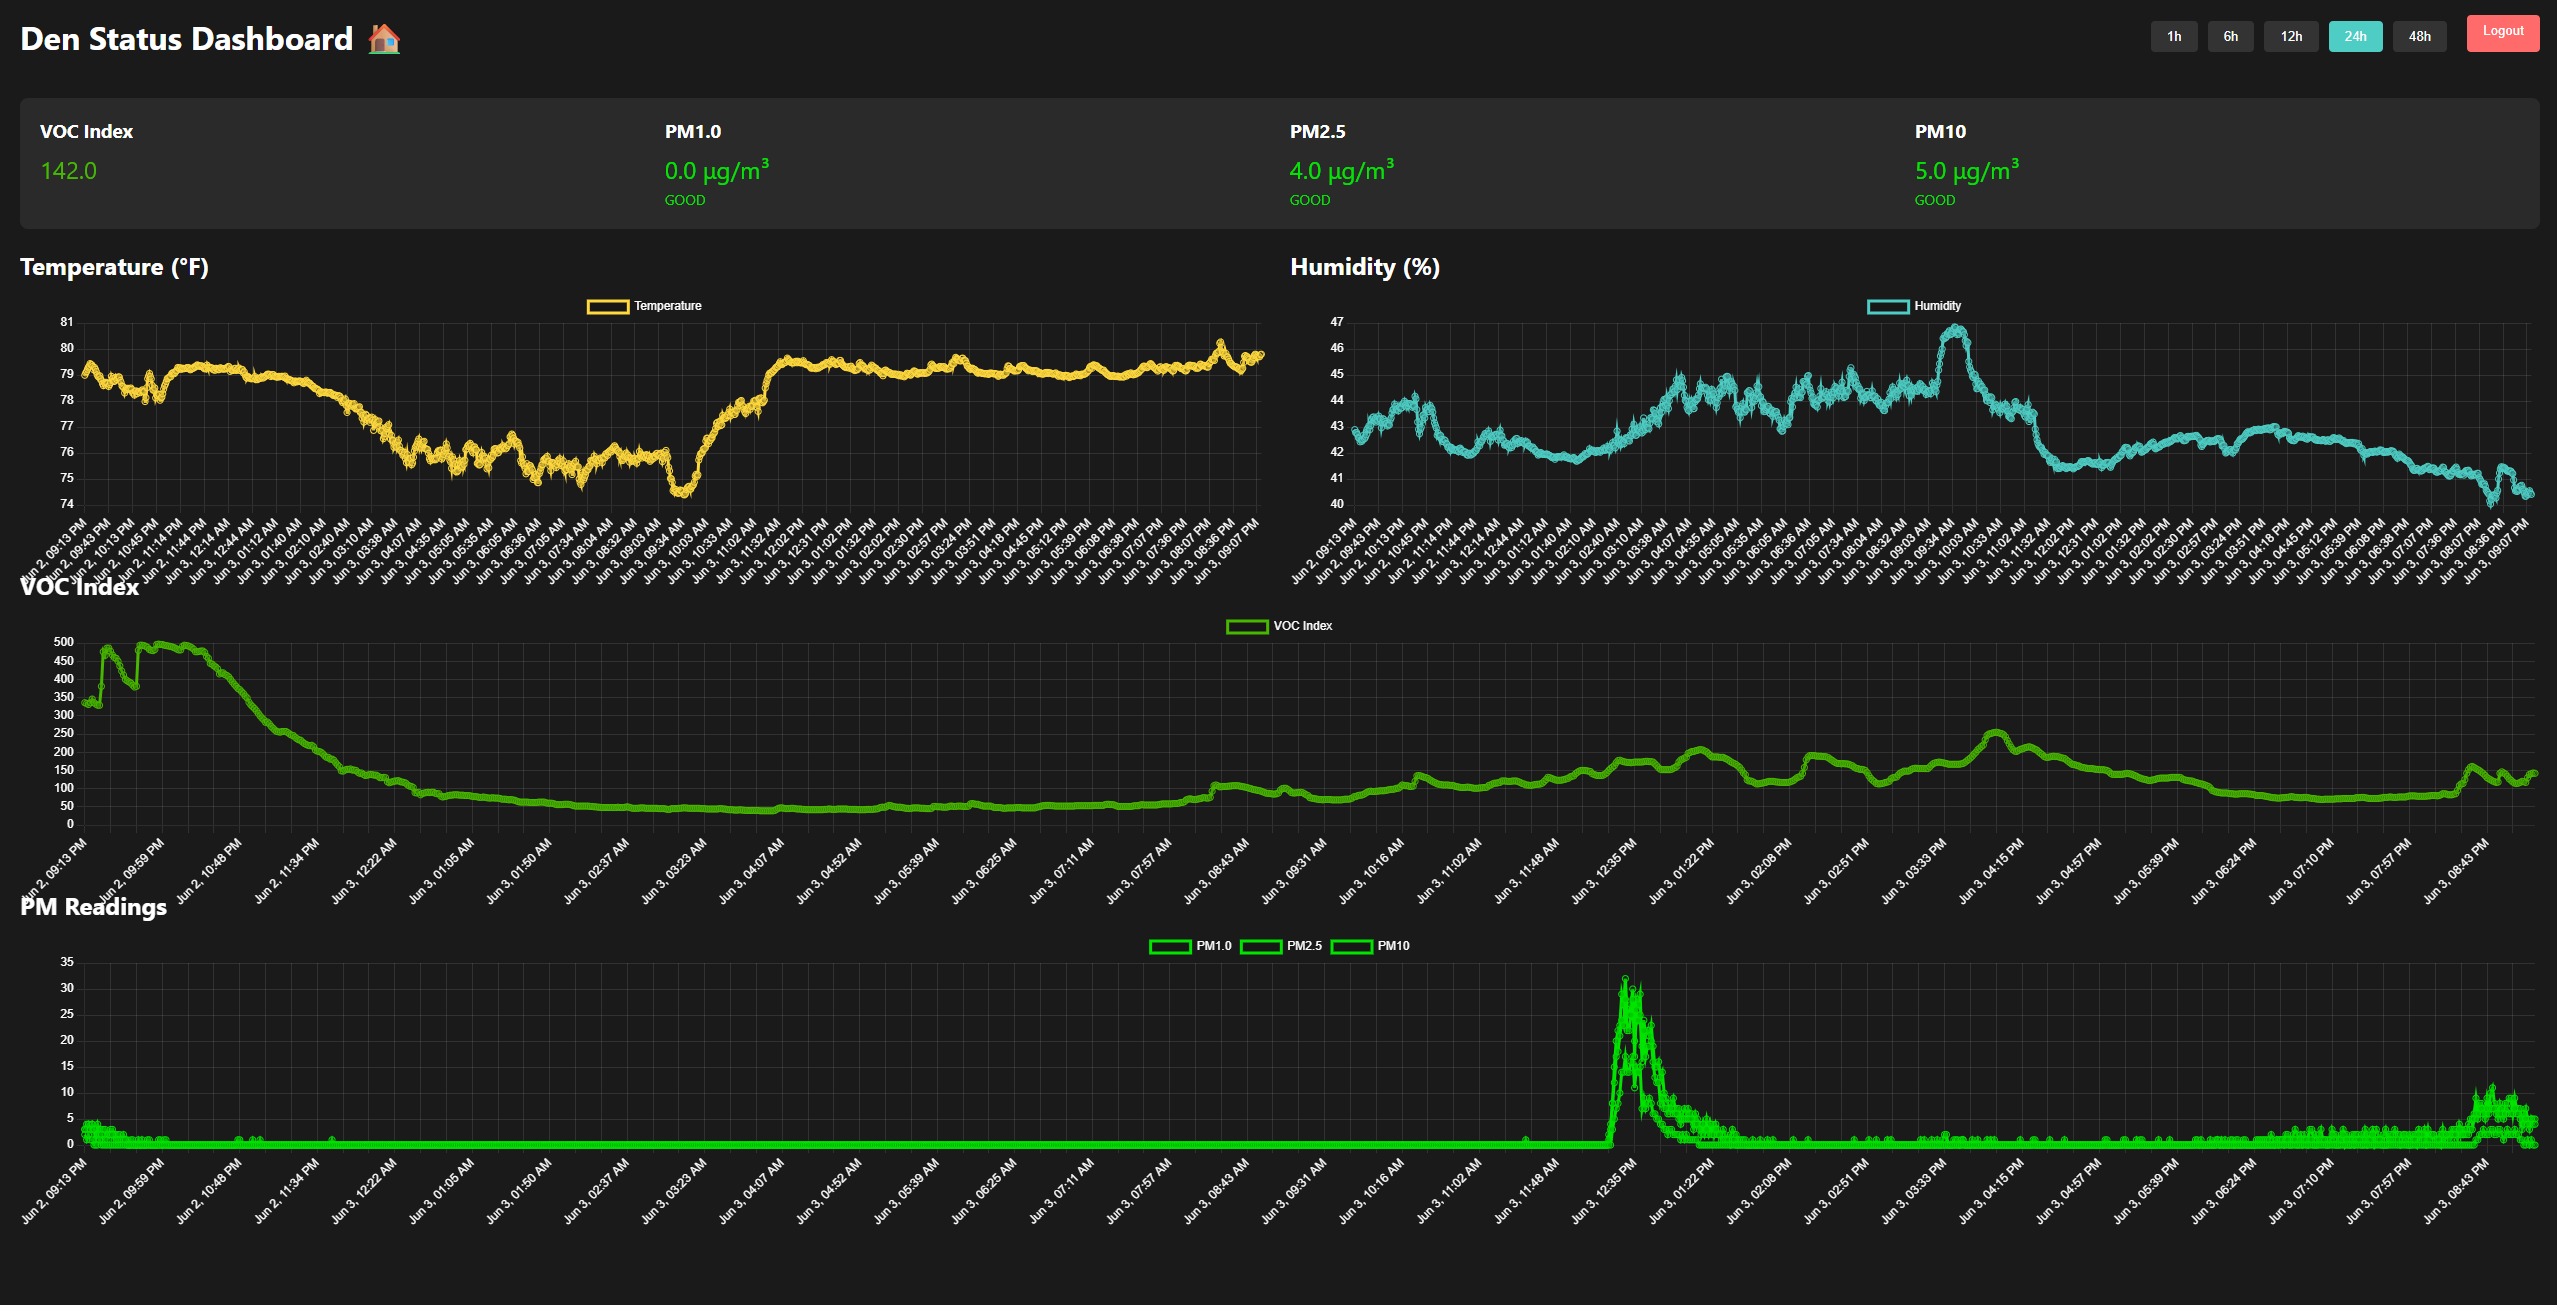 Den Status Dashboard 🏠
1h 6h 12h 24h 48h Logout
VOC Index PM1.0 PM2.5 PM10
142.0 0.0 µg/m³ 4.0 µg/m³ 5.0 µg/m³
GOOD GOOD GOOD
Temperature (°F)
Temperature
81
80
79
78
77
76
75
74
Jun 2, 09:13 PM
Jun 2, 09:43 PM
Jun 2, 10:13 PM
Jun 2, 10:45 PM
Jun 2, 11:14 PM
Jun 2, 11:44 PM
Jun 3, 12:14 AM
Jun 3, 12:44 AM
Jun 3, 01:12 AM
Jun 3, 01:40 AM
Jun 3, 02:10 AM
Jun 3, 02:40 AM
Jun 3, 03:10 AM
Jun 3, 03:38 AM
Jun 3, 04:07 AM
Jun 3, 04:35 AM
Jun 3, 05:05 AM
Jun 3, 05:35 AM
Jun 3, 06:05 AM
Jun 3, 06:36 AM
Jun 3, 07:05 AM
Jun 3, 07:34 AM
Jun 3, 08:04 AM
Jun 3, 08:32 AM
Jun 3, 09:03 AM
Jun 3, 09:34 AM
Jun 3, 10:03 AM
Jun 3, 10:33 AM
Jun 3, 11:02 AM
Jun 3, 11:32 AM
Jun 3, 12:02 PM
Jun 3, 12:31 PM
Jun 3, 01:02 PM
Jun 3, 01:32 PM
Jun 3, 02:02 PM
Jun 3, 02:30 PM
Jun 3, 02:57 PM
Jun 3, 03:24 PM
Jun 3, 03:51 PM
Jun 3, 04:18 PM
Jun 3, 04:45 PM
Jun 3, 05:12 PM
Jun 3, 05:39 PM
Jun 3, 06:08 PM
Jun 3, 06:38 PM
Jun 3, 07:07 PM
Jun 3, 07:36 PM
Jun 3, 08:07 PM
Jun 3, 08:36 PM
Jun 3, 09:07 PM
Humidity (%)
Humidity
47
46
45
44
43
42
41
40
Jun 2, 09:13 PM
Jun 2, 09:43 PM
Jun 2, 10:13 PM
Jun 2, 10:45 PM
Jun 2, 11:14 PM
Jun 2, 11:44 PM
Jun 3, 12:14 AM
Jun 3, 12:44 AM
Jun 3, 01:12 AM
Jun 3, 01:40 AM
Jun 3, 02:10 AM
Jun 3, 02:40 AM
Jun 3, 03:10 AM
Jun 3, 03:38 AM
Jun 3, 04:07 AM
Jun 3, 04:35 AM
Jun 3, 05:05 AM
Jun 3, 05:35 AM
Jun 3, 06:05 AM
Jun 3, 06:36 AM
Jun 3, 07:05 AM
Jun 3, 07:34 AM
Jun 3, 08:04 AM
Jun 3, 08:32 AM
Jun 3, 09:03 AM
Jun 3, 09:34 AM
Jun 3, 10:03 AM
Jun 3, 10:33 AM
Jun 3, 11:02 AM
Jun 3, 11:32 AM
Jun 3, 12:02 PM
Jun 3, 12:31 PM
Jun 3, 01:02 PM
Jun 3, 01:32 PM
Jun 3, 02:02 PM
Jun 3, 02:30 PM
Jun 3, 02:57 PM
Jun 3, 03:24 PM
Jun 3, 03:51 PM
Jun 3, 04:18 PM
Jun 3, 04:45 PM
Jun 3, 05:12 PM
Jun 3, 05:39 PM
Jun 3, 06:08 PM
Jun 3, 06:38 PM
Jun 3, 07:07 PM
Jun 3, 07:36 PM
Jun 3, 08:07 PM
Jun 3, 08:36 PM
Jun 3, 09:07 PM
VOC Index
VOC Index
500
450
400
350
300
250
200
150
100
50
0
Jun 2, 09:13 PM
Jun 2, 09:59 PM
Jun 2, 10:48 PM
Jun 2, 11:34 PM
Jun 3, 12:22 AM
Jun 3, 01:05 AM
Jun 3, 01:50 AM
Jun 3, 02:37 AM
Jun 3, 03:23 AM
Jun 3, 04:07 AM
Jun 3, 04:52 AM
Jun 3, 05:39 AM
Jun 3, 06:25 AM
Jun 3, 07:11 AM
Jun 3, 07:57 AM
Jun 3, 08:43 AM
Jun 3, 09:31 AM
Jun 3, 10:16 AM
Jun 3, 11:02 AM
Jun 3, 11:48 AM
Jun 3, 12:35 PM
Jun 3, 01:22 PM
Jun 3, 02:08 PM
Jun 3, 02:51 PM
Jun 3, 03:33 PM
Jun 3, 04:15 PM
Jun 3, 04:57 PM
Jun 3, 05:39 PM
Jun 3, 06:24 PM
Jun 3, 07:10 PM
Jun 3, 07:57 PM
Jun 3, 08:43 PM
PM Readings
PM1.0 PM2.5 PM10
35
30
25
20
15
10
5
0
Jun 2, 09:13 PM
Jun 2, 09:59 PM
Jun 2, 10:48 PM
Jun 2, 11:34 PM
Jun 3, 12:22 AM
Jun 3, 01:05 AM
Jun 3, 01:50 AM
Jun 3, 02:37 AM
Jun 3, 03:23 AM
Jun 3, 04:07 AM
Jun 3, 04:52 AM
Jun 3, 05:39 AM
Jun 3, 06:25 AM
Jun 3, 07:11 AM
Jun 3, 07:57 AM
Jun 3, 08:43 AM
Jun 3, 09:31 AM
Jun 3, 10:16 AM
Jun 3, 11:02 AM
Jun 3, 11:48 AM
Jun 3, 12:35 PM
Jun 3, 01:22 PM
Jun 3, 02:08 PM
Jun 3, 02:51 PM
Jun 3, 03:33 PM
Jun 3, 04:15 PM
Jun 3, 04:57 PM
Jun 3, 05:39 PM
Jun 3, 06:24 PM
Jun 3, 07:10 PM
Jun 3, 07:57 PM
Jun 3, 08:43 PM